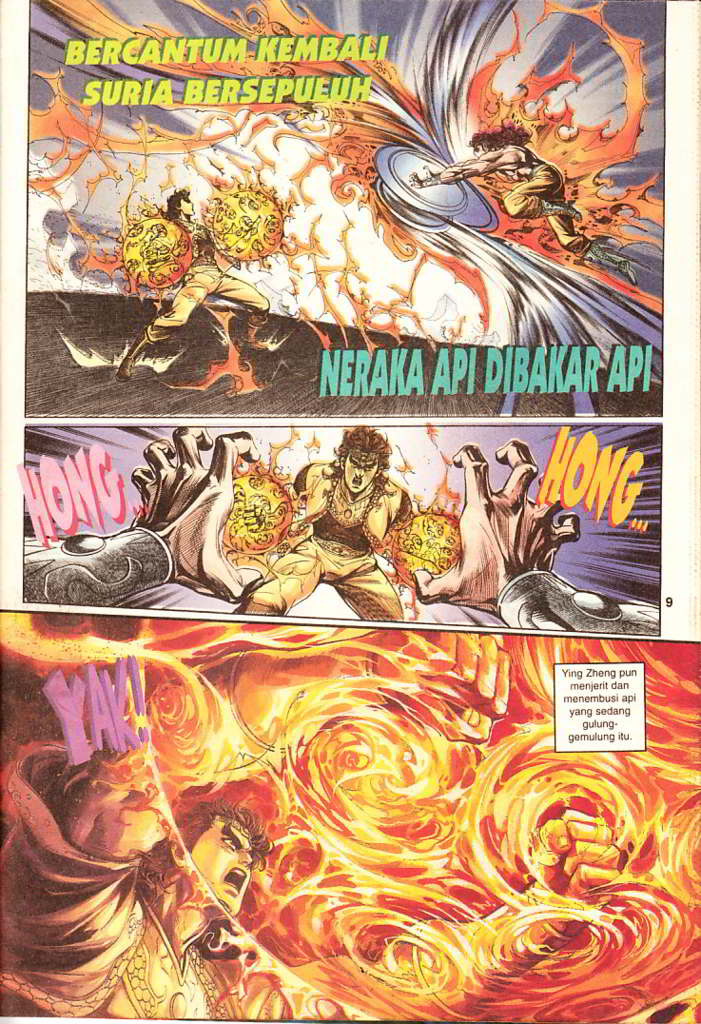 BERCANTUM KEMBALI
SURIA BERSEPULUH
NERAKA API DIBAKAR API
HONG...
HONG...
9
YAK!
Ying Zheng pun
menjerit dan
menembusi api
yang sedang
gulung-
gemulung itu.